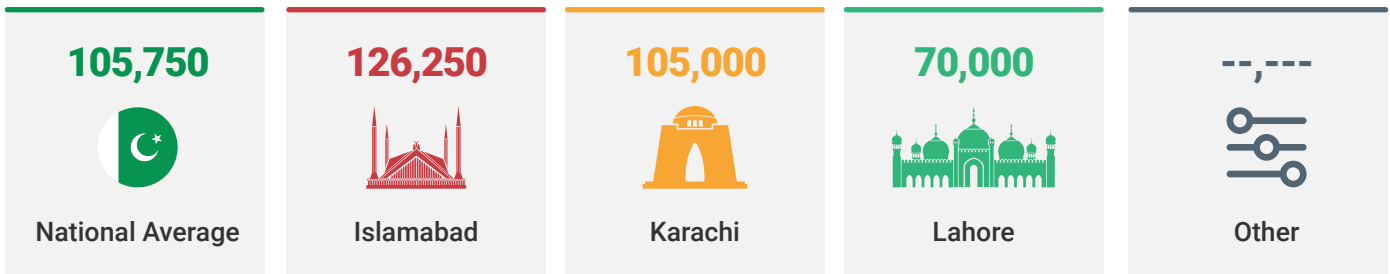 105,750
National Average
126,250
Islamabad
105,000
Karachi
70,000
Lahore
--,---
Other